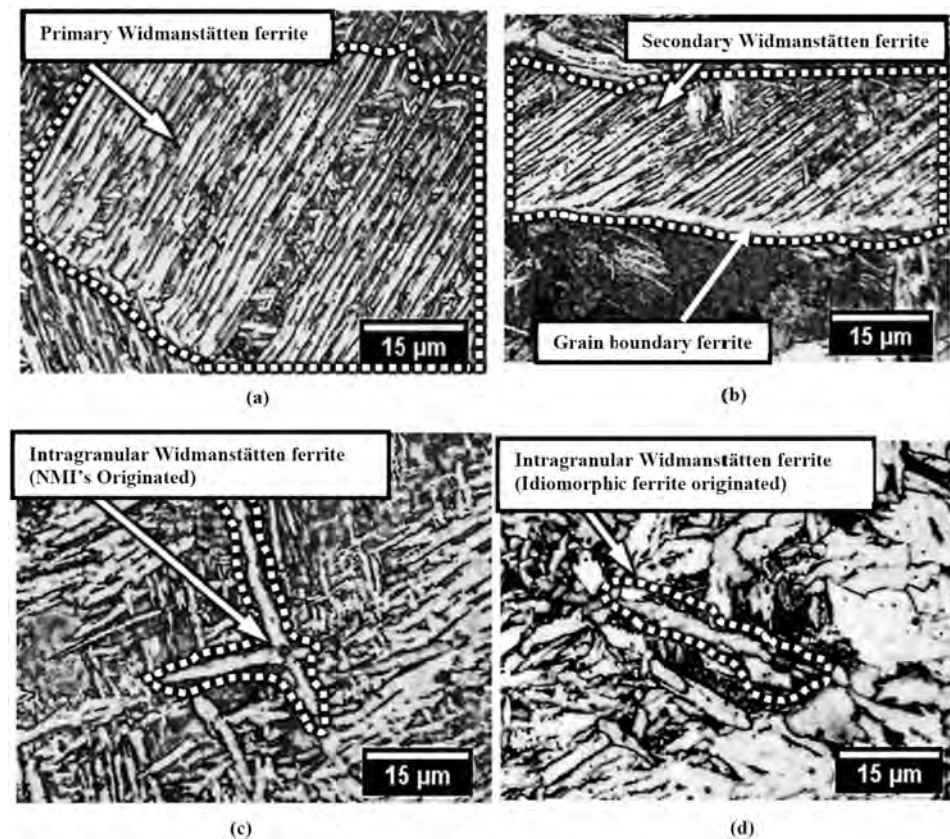 Primary Widmanstätten ferrite
15 µm
(a)
Secondary Widmanstätten ferrite
Grain boundary ferrite
15 µm
(b)
Intragranular Widmanstätten ferrite
(NMI's Originated)
15 µm
(c)
Intragranular Widmanstätten ferrite
(Idiomorphic ferrite originated)
15 µm
(d)